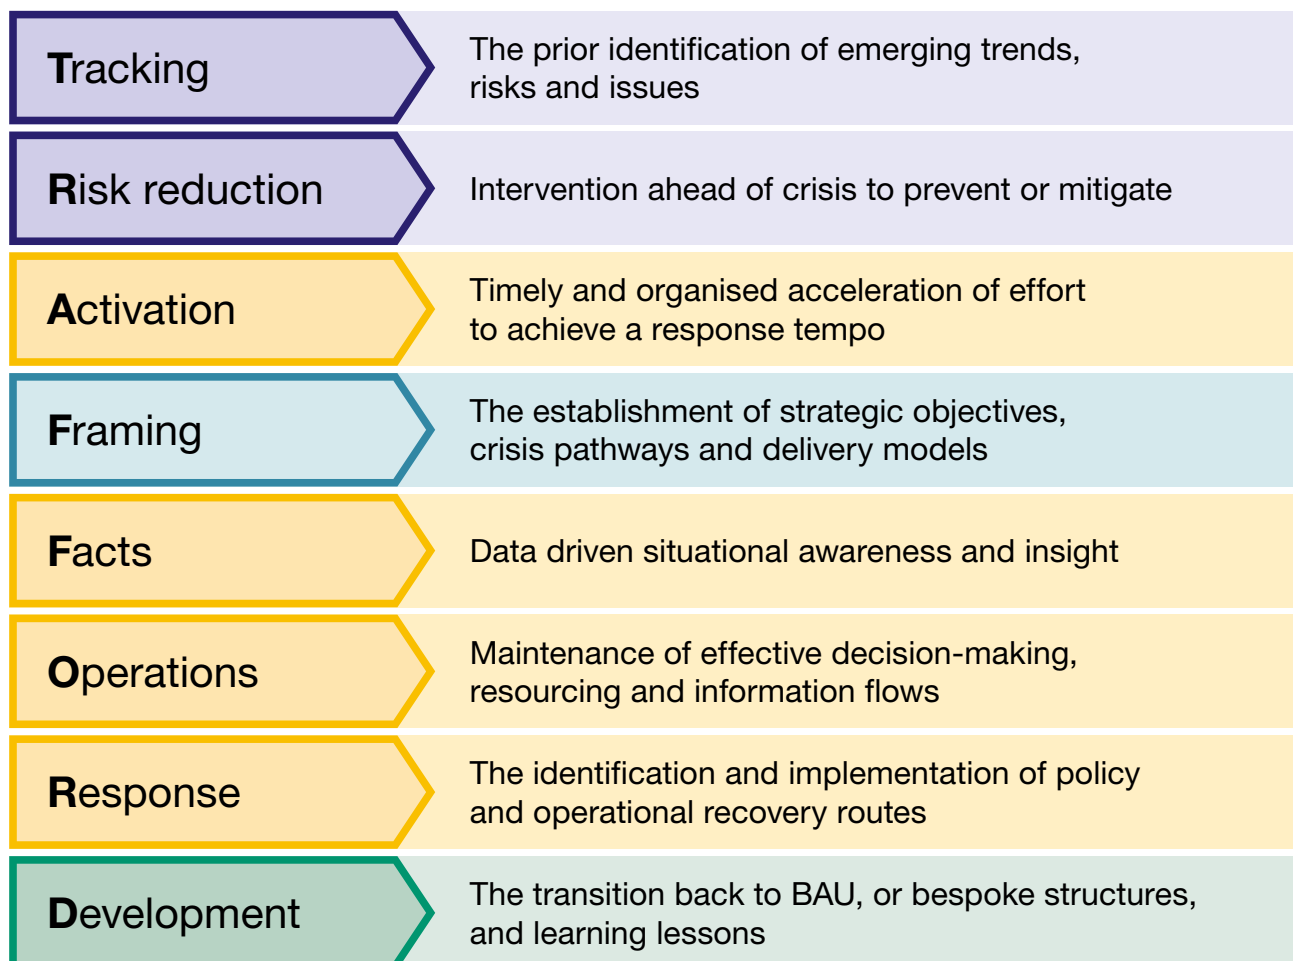 Tracking
The prior identification of emerging trends,
risks and issues
Risk reduction
Intervention ahead of crisis to prevent or mitigate
Activation
Timely and organised acceleration of effort
to achieve a response tempo
Framing
The establishment of strategic objectives,
crisis pathways and delivery models
Facts
Data driven situational awareness and insight
Operations
Maintenance of effective decision-making,
resourcing and information flows
Response
The identification and implementation of policy
and operational recovery routes
Development
The transition back to BAU, or bespoke structures,
and learning lessons